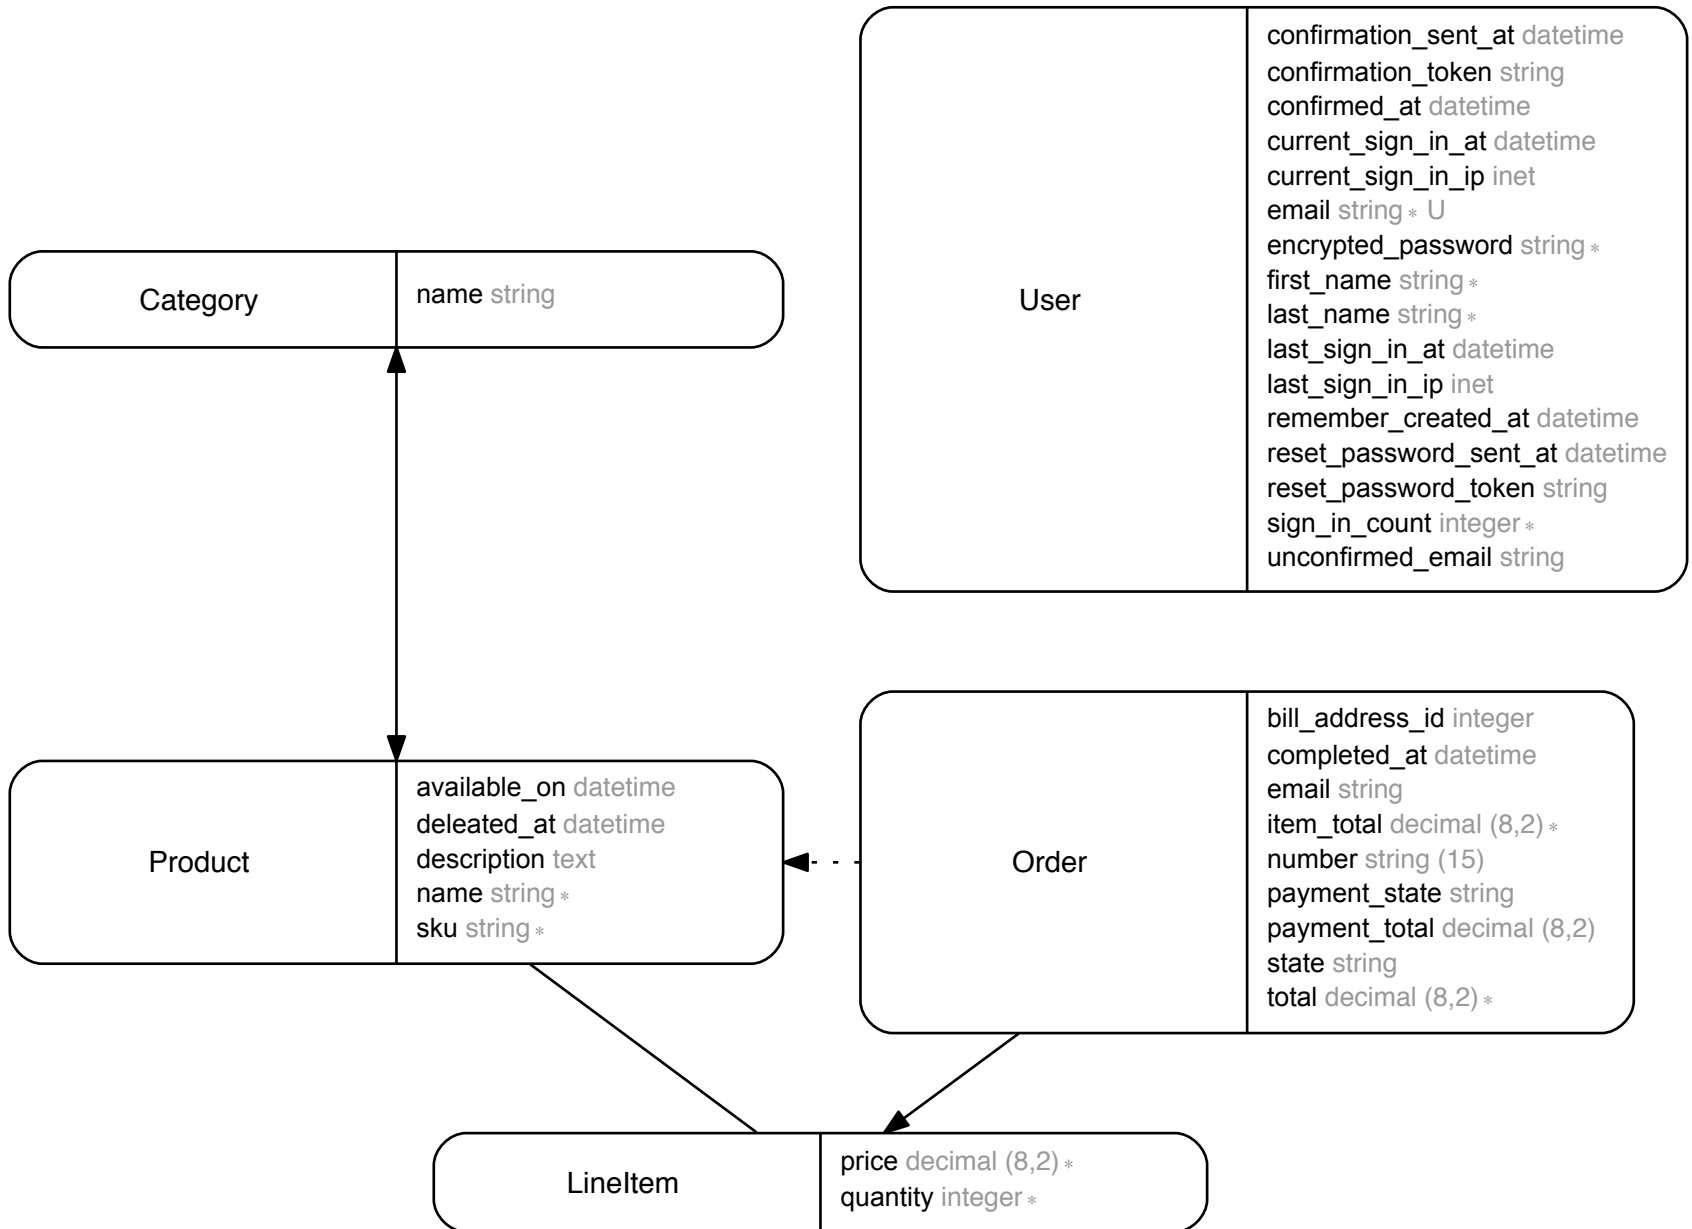 User
confirmation_sent_at datetime
confirmation_token string
confirmed_at datetime
current_sign_in_at datetime
current_sign_in_ip inet
email string * U
encrypted_password string *
first_name string *
last_name string *
last_sign_in_at datetime
last_sign_in_ip inet
remember_created_at datetime
reset_password_sent_at datetime
reset_password_token string
sign_in_count integer *
unconfirmed_email string
Category
name string
Product
available_on datetime
deleated_at datetime
description text
name string *
sku string *
Order
bill_address_id integer
completed_at datetime
email string
item_total decimal (8,2) *
number string (15)
payment_state string
payment_total decimal (8,2)
state string
total decimal (8,2) *
LineItem
price decimal (8,2) *
quantity integer *